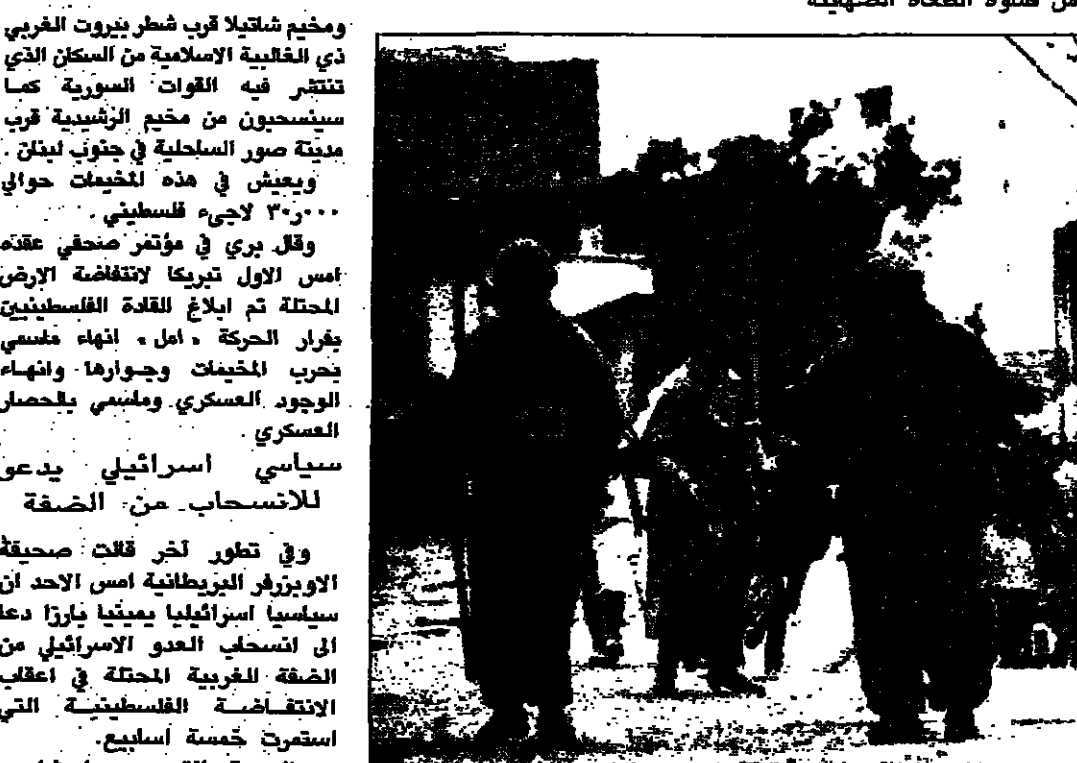 ومخيم شاتيلا قرب شطر بيروت الغربي
ذي الغالبية الاسلامية من السكان الذي
تنتشر فيه القوات السورية كما
سينسحبون من مخيم الرشيدية قرب
مدينة صور الساحلية في جنوب لبنان .
ويعيش في هذه المخيمات حوالي
٣٠٫٠٠٠ لاجىء فلسطيني .
وقال بري في مؤتمر صحفي عقده
امس الاول تبريكا لانتفاضة الارض
المحتلة تم ابلاغ القادة الفلسطينيين
بقرار الحركة « امل » انهاء ماسمي
بحرب المخيمات وجوارها وانهاء
الوجود العسكري وماسمي بالحصار
العسكري .
سياسي اسرائيلي يدعو
للانسحاب من الضفة
وفي تطور آخر قالت صحيفة
الاوبزرفر البريطانية امس الاحد ان
سياسيا اسرائيليا يمينيا بارزا دعا
الى انسحاب العدو الاسرائيلي من
الضفة الغربية المحتلة في اعقاب
الانتفاضة الفلسطينية التي
استمرت خمسة اسابيع.